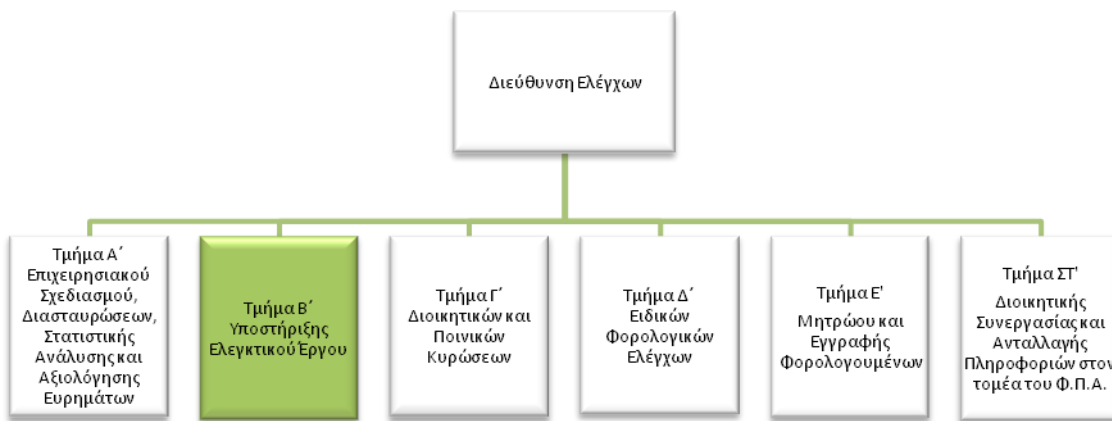 Διεύθυνση Ελέγχων
Τμήμα Α΄
Επιχειρησιακού
Σχεδιασμού,
Διασταυρώσεων,
Στατιστικής
Ανάλυσης και
Αξιολόγησης
Ευρημάτων
Τμήμα Β΄
Υποστήριξης
Ελεγκτικού Έργου
Τμήμα Γ΄
Διοικητικών και
Ποινικών
Κυρώσεων
Τμήμα Δ΄
Ειδικών
Φορολογικών
Ελέγχων
Τμήμα Ε'
Μητρώου και
Εγγραφής
Φορολογουμένων
Τμήμα ΣΤ'
Διοικητικής
Συνεργασίας και
Ανταλλαγής
Πληροφοριών στον
τομέα του Φ.Π.Α.